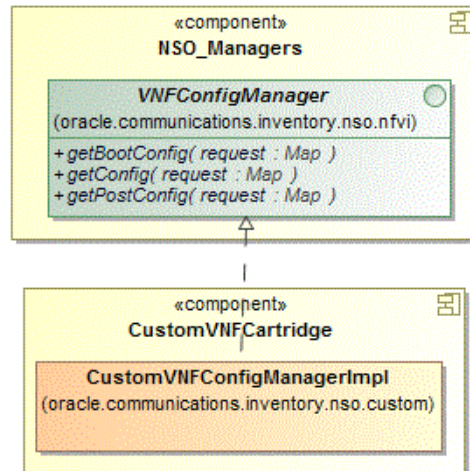 «component»
NSO_Managers
VNFConfigManager
(oracle.communications.inventory.nso.nfvi)
+getBootConfig( request : Map )
+getConfig( request : Map )
+getPostConfig( request : Map )
«component»
CustomVNFCartridge
CustomVNFConfigManagerImpl
(oracle.communications.inventory.nso.custom)